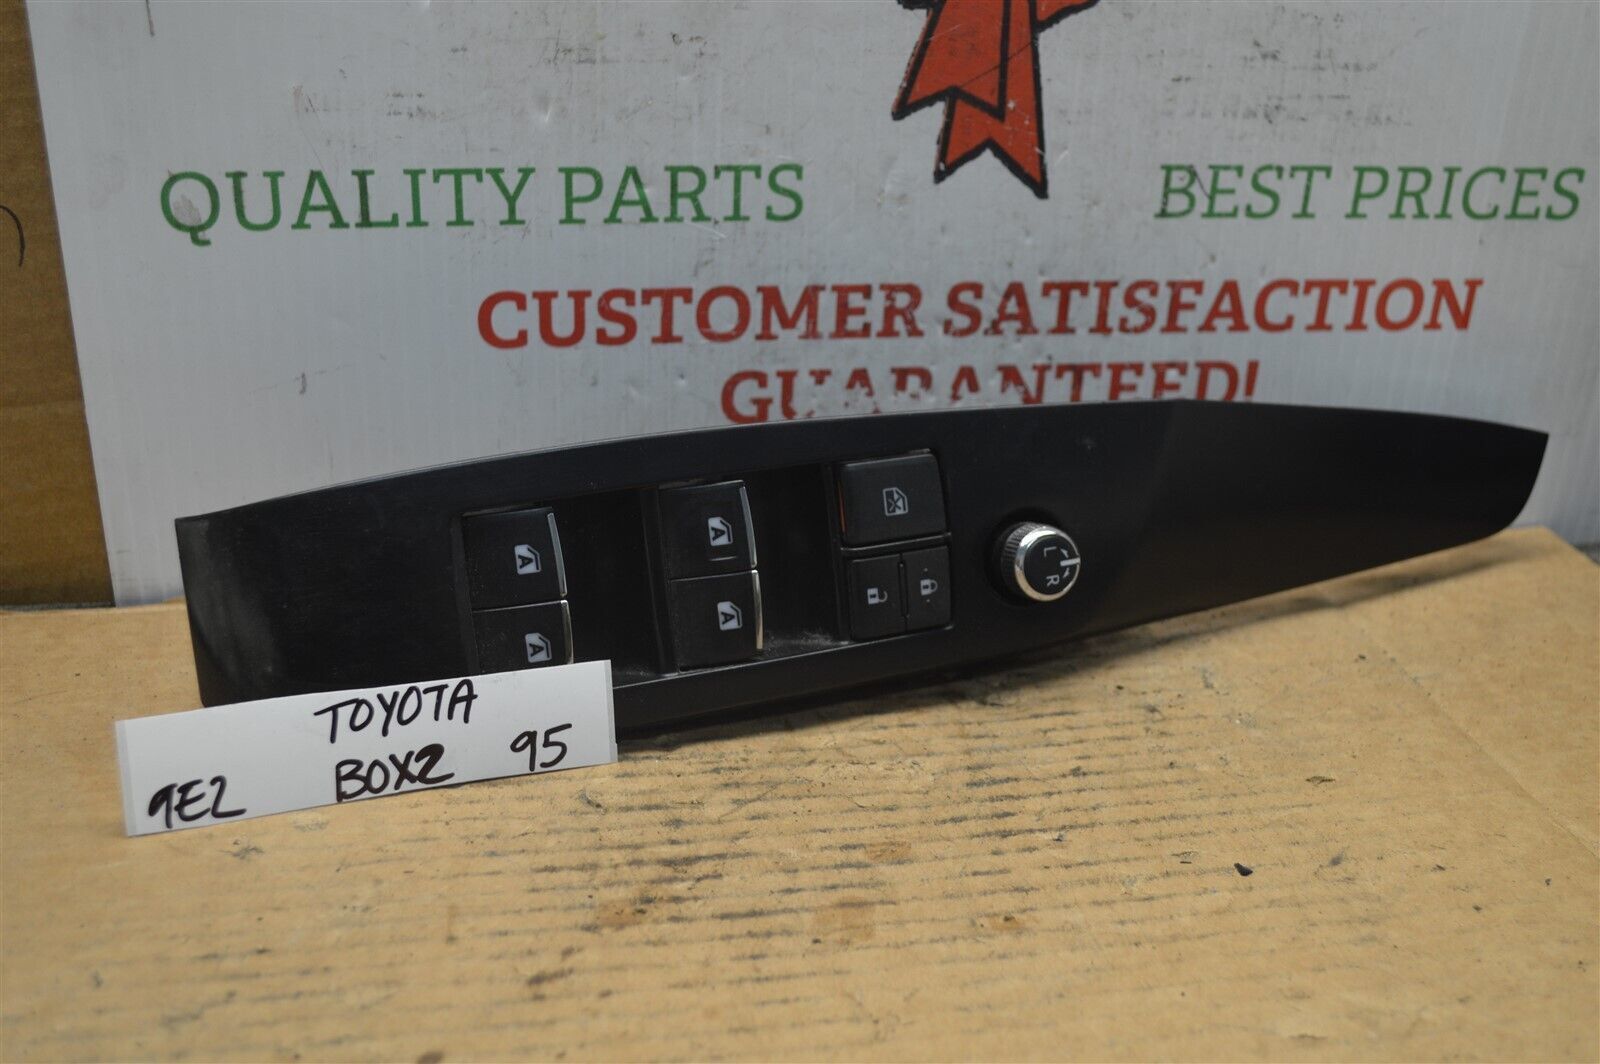 QUALITY PARTS
BEST PRICES
CUSTOMER SATISFACTION
GUARANTEED!
A
A
A
A
L
R
TOYOTA
9E2 BOX2 95